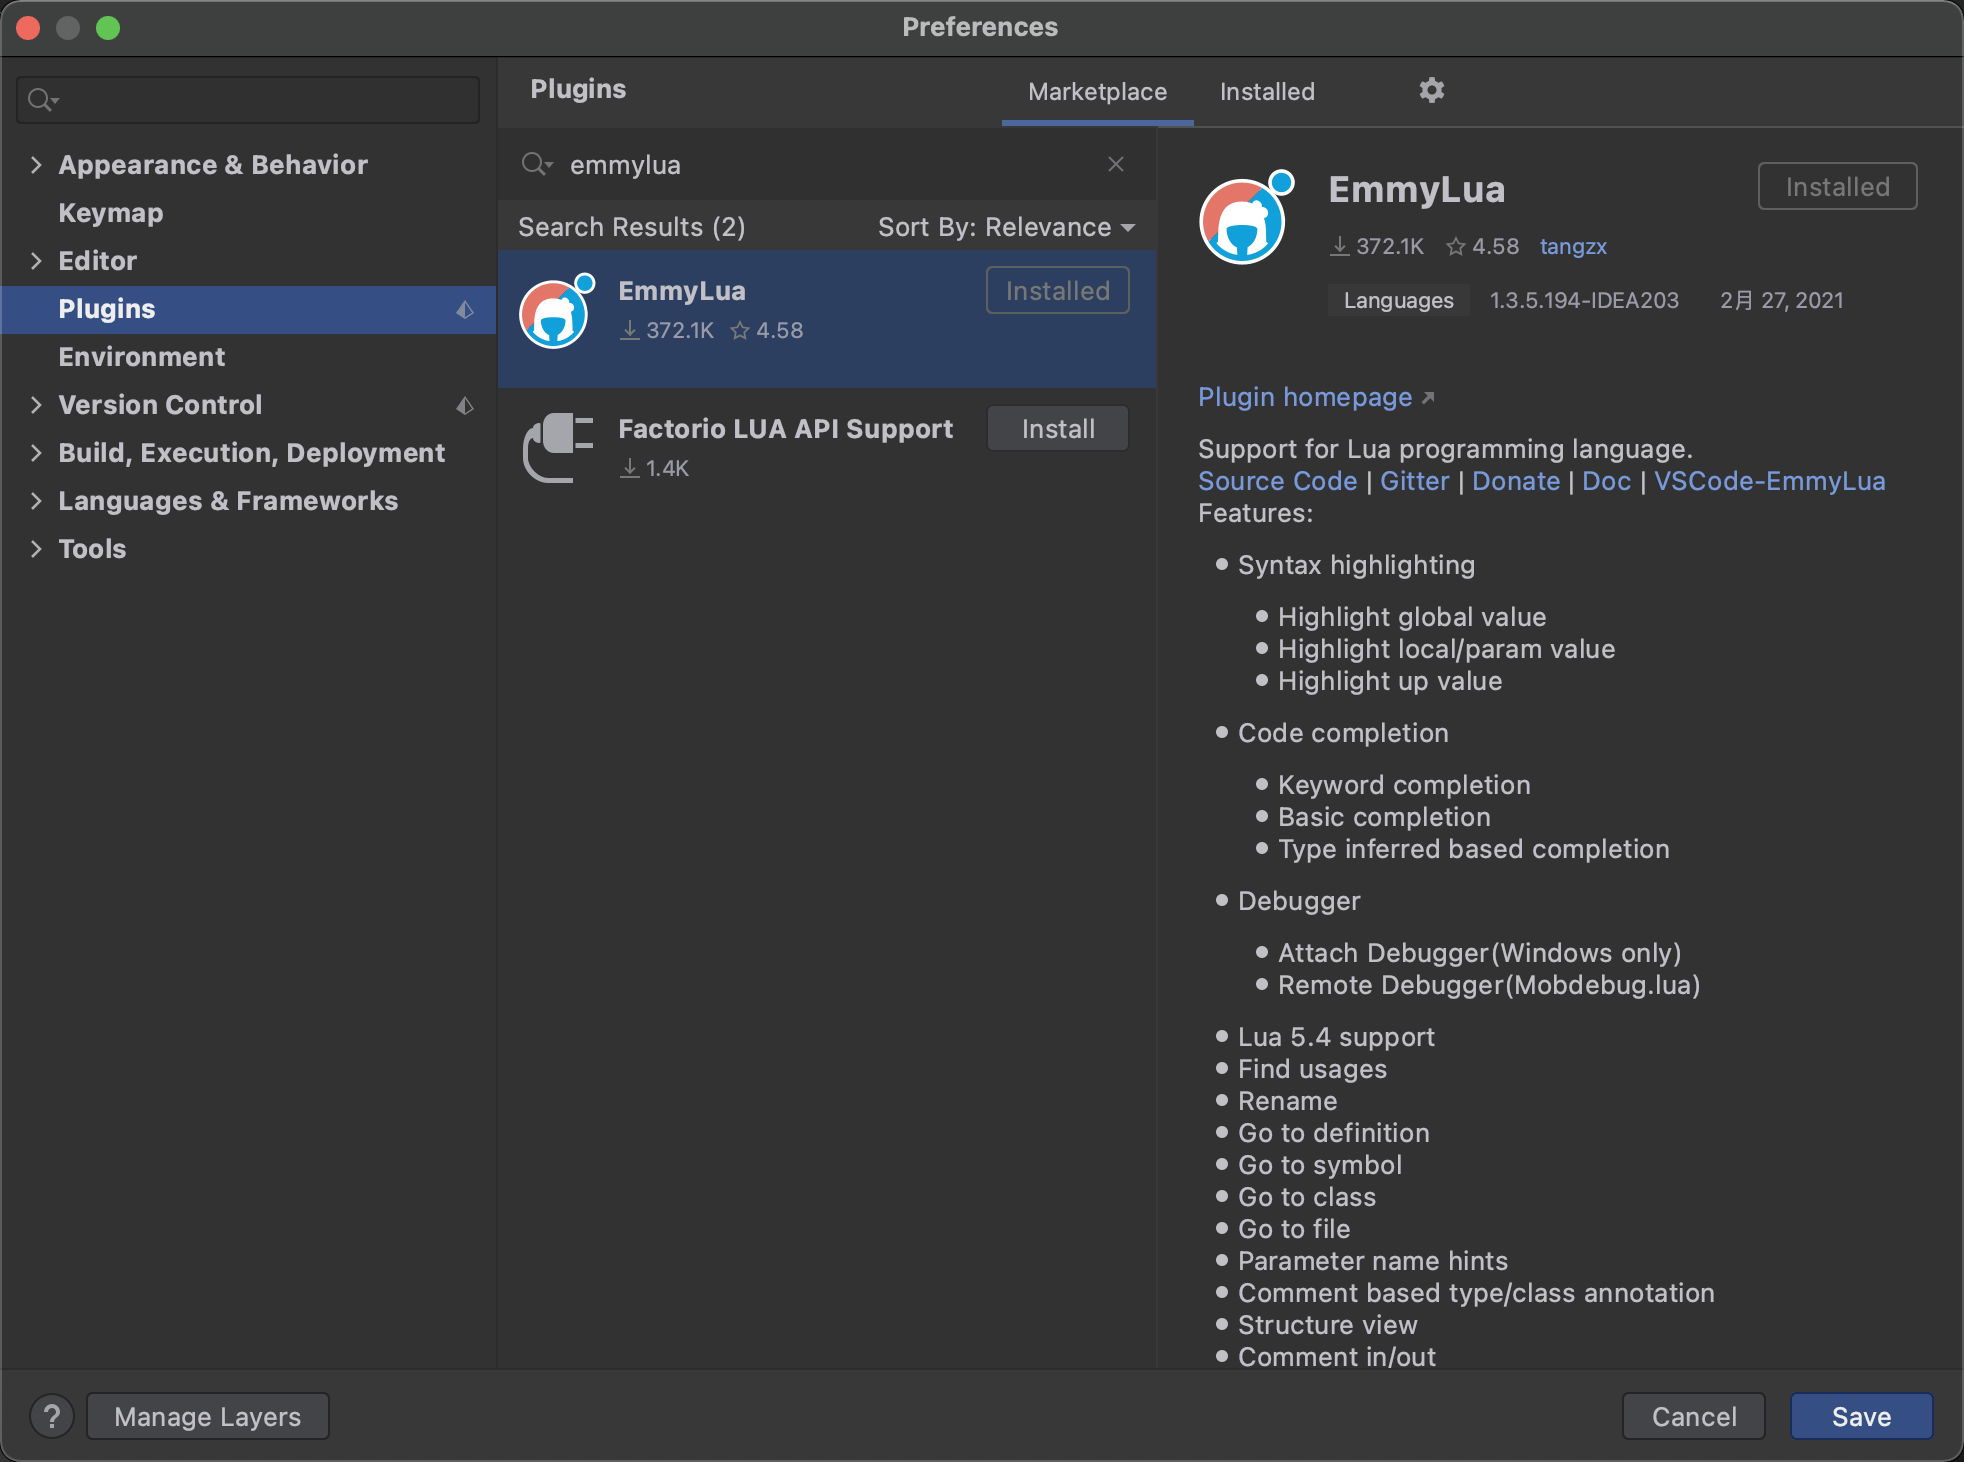 Preferences
Appearance & Behavior
Keymap
Editor
Plugins
Environment
Version Control
Build, Execution, Deployment
Languages & Frameworks
Tools
Plugins
Marketplace
Installed
emmylua
Search Results (2)
Sort By: Relevance
EmmyLua
Installed
372.1K 4.58
Factorio LUA API Support
Install
1.4K
EmmyLua
Installed
372.1K 4.58 tangzx
Languages 1.3.5.194-IDEA203 2月 27, 2021
Plugin homepage
Support for Lua programming language.
Source Code | Gitter | Donate | Doc | VSCode-EmmyLua
Features:
• Syntax highlighting
• Highlight global value
• Highlight local/param value
• Highlight up value
• Code completion
• Keyword completion
• Basic completion
• Type inferred based completion
• Debugger
• Attach Debugger(Windows only)
• Remote Debugger(Mobdebug.lua)
• Lua 5.4 support
• Find usages
• Rename
• Go to definition
• Go to symbol
• Go to class
• Go to file
• Parameter name hints
• Comment based type/class annotation
• Structure view
• Comment in/out
?
Manage Layers
Cancel
Save